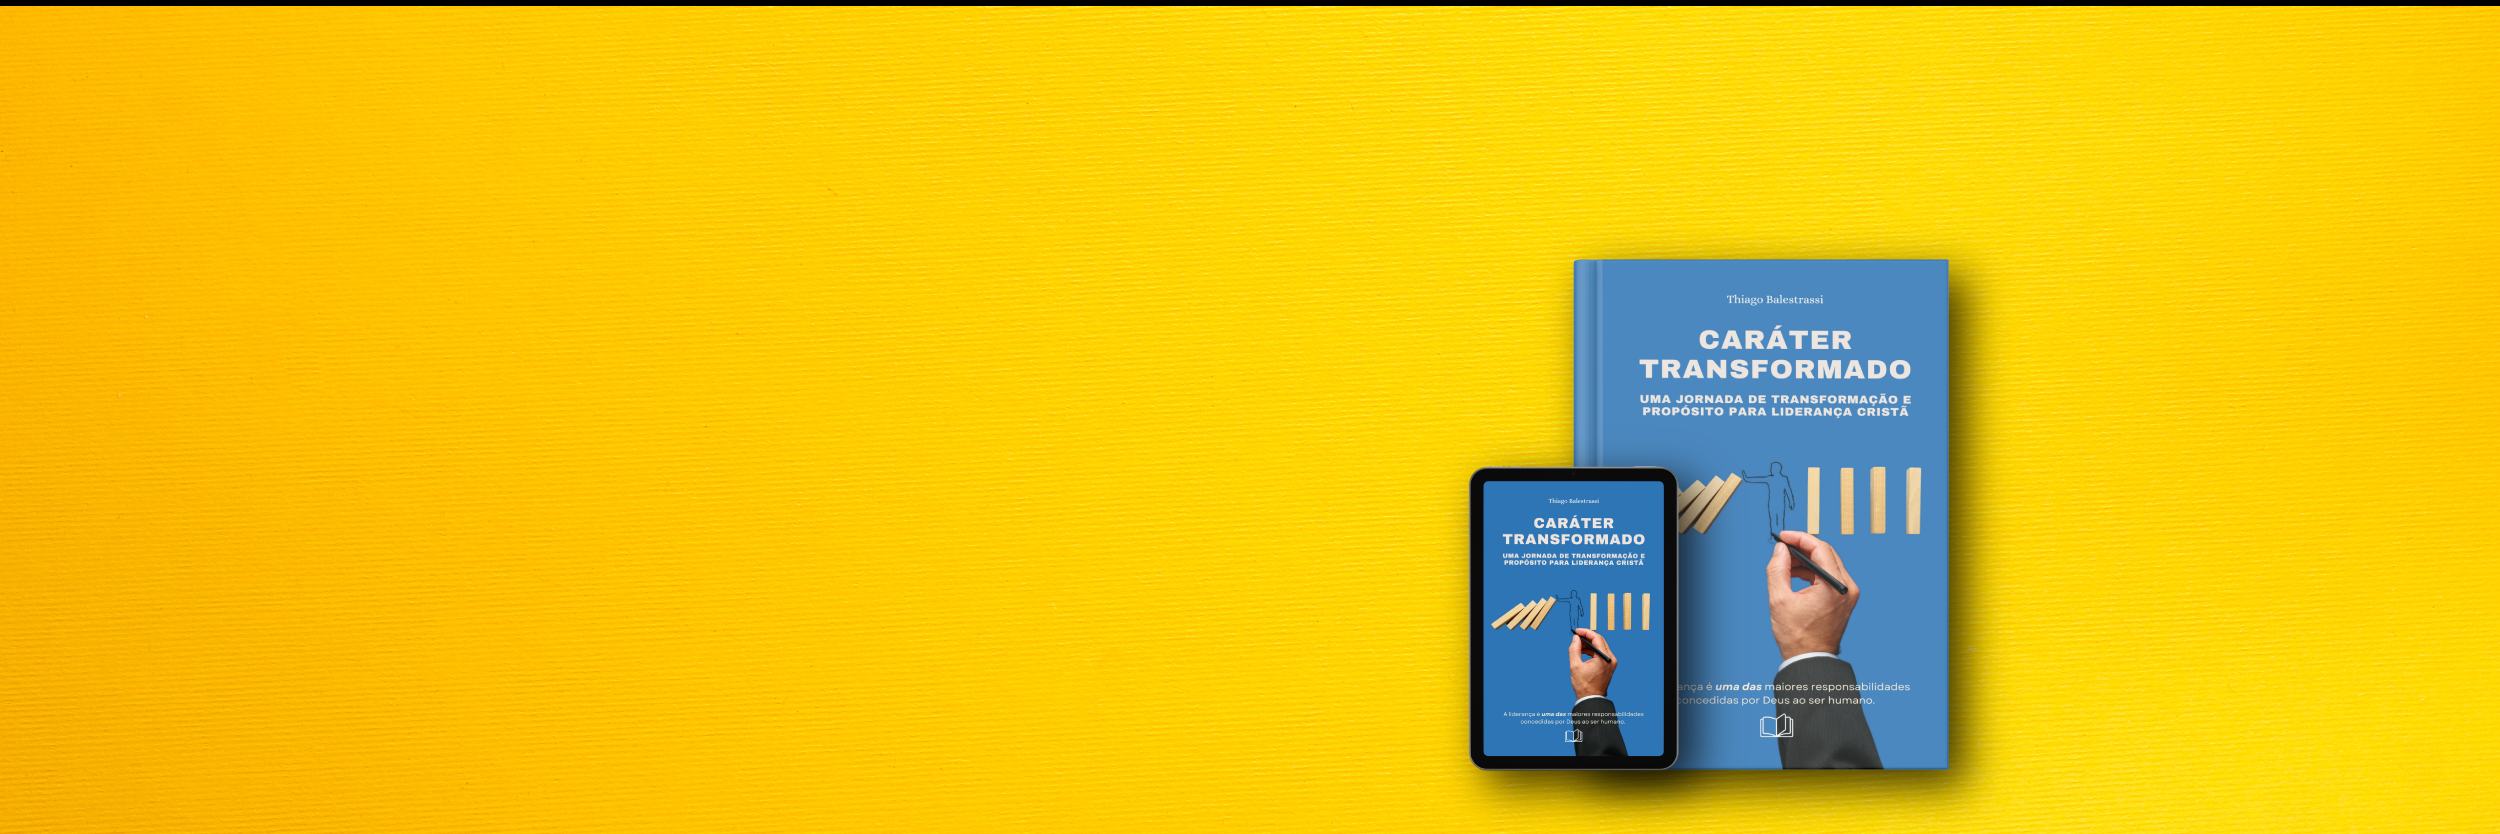 Thiago Balestrassi
CARÁTER
TRANSFORMADO
UMA JORNADA DE TRANSFORMAÇÃO E
PROPÓSITO PARA LIDERANÇA CRISTÃ
ança é uma das maiores responsabilidades
concedidas por Deus ao ser humano.
Thiago Balestrassi
CARÁTER
TRANSFORMADO
UMA JORNADA DE TRANSFORMAÇÃO E
PROPÓSITO PARA LIDERANÇA CRISTÃ
A liderança é uma das maiores responsabilidades
concedidas por Deus ao ser humano.